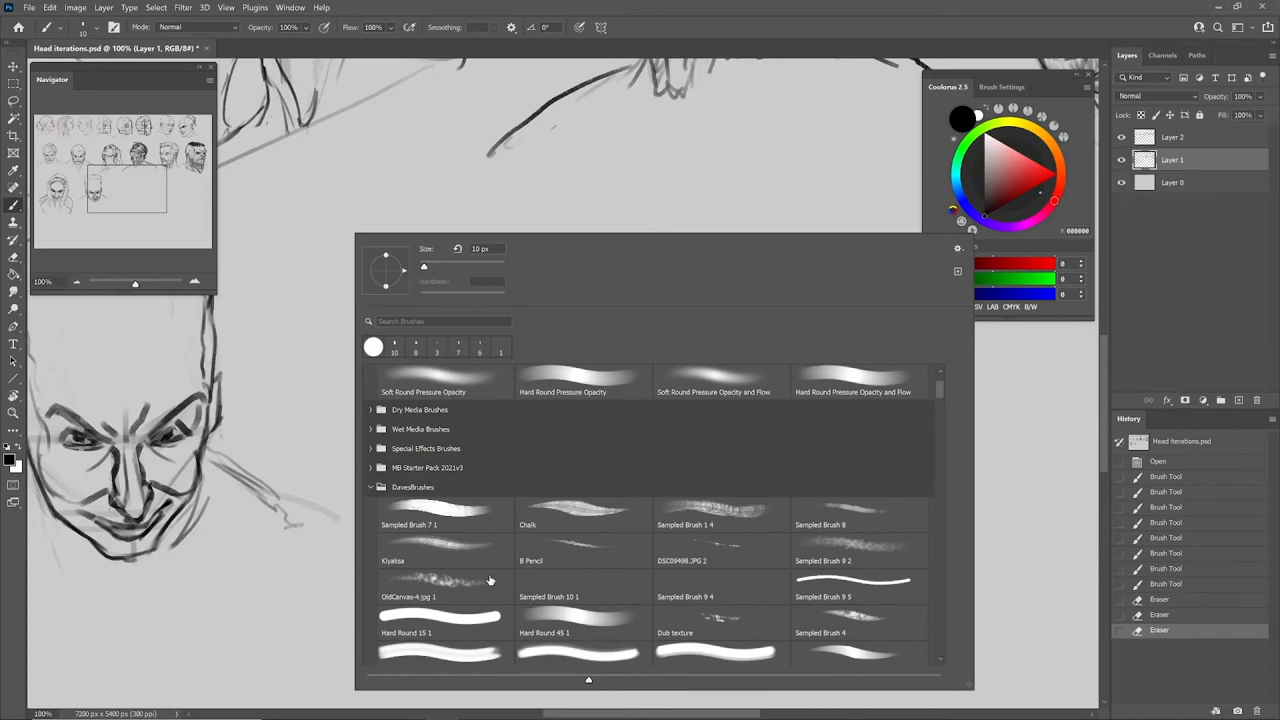 Ps File Edit Image Layer Type Select Filter 3D View Plugins Window Help
10 Mode: Normal Opacity: 100% Flow: 100% Smoothing: 0°
Head iterations.psd @ 100% (Layer 1, RGB/8#) * ×
Navigator
100%
Coolorus 2.5 Brush Settings
# 000000
0
0
0
SV LAB CMYK B/W
Layers Channels Paths
Kind
Normal Opacity: 100%
Lock: Fill: 100%
Layer 2
Layer 1
Layer 0
History
Head iterations.psd
Open
Brush Tool
Brush Tool
Brush Tool
Brush Tool
Brush Tool
Brush Tool
Brush Tool
Brush Tool
Eraser
Eraser
Eraser
Size: 10 px
Hardness:
Search Brushes
10 8 3 7 6 1
Soft Round Pressure Opacity Hard Round Pressure Opacity Soft Round Pressure Opacity and Flow Hard Round Pressure Opacity and Flow
Dry Media Brushes
Wet Media Brushes
Special Effects Brushes
MB Starter Pack 2021v3
DavesBrushes
Sampled Brush 7 1 Chalk Sampled Brush 1 4 Sampled Brush 8
Klyaksa B Pencil DSC09498.JPG 2 Sampled Brush 9 2
OldCanvas-4.jpg 1 Sampled Brush 10 1 Sampled Brush 9 4 Sampled Brush 9 5
Hard Round 15 1 Hard Round 45 1 Dub texture Sampled Brush 4
100% 7200 px x 5400 px (300 ppi)